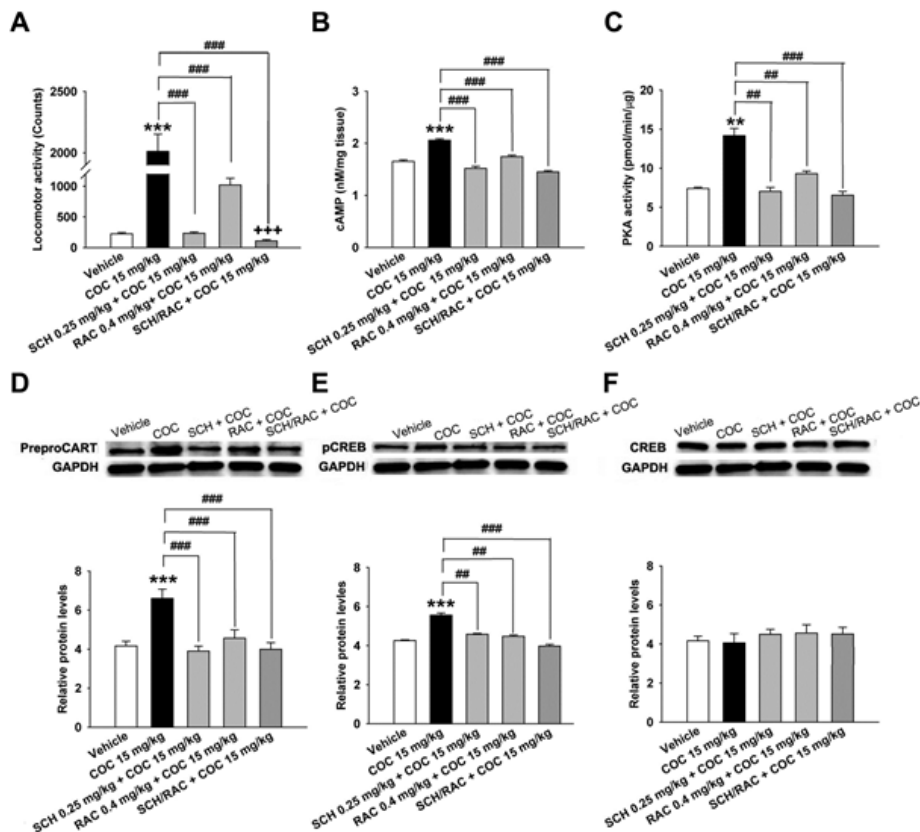 A
B
C
###
###
###
***
+++
Locomotor activity (Counts)
2500
2000
1000
500
0
Vehicle
COC 15 mg/kg
SCH 0.25 mg/kg + COC 15 mg/kg
RAC 0.4 mg/kg+ COC 15 mg/kg
SCH/RAC + COC 15 mg/kg
###
###
###
***
cAMP (nM/mg tissue)
3
2
1
0
Vehicle
COC 15 mg/kg
SCH 0.25 mg/kg + COC 15 mg/kg
RAC 0.4 mg/kg + COC 15 mg/kg
SCH/RAC + COC 15 mg/kg
###
##
##
**
PKA activity (pmol/min/μg)
20
15
10
5
0
Vehicle
COC 15 mg/kg
SCH 0.25 mg/kg + COC 15 mg/kg
RAC 0.4 mg/kg + COC 15 mg/kg
SCH/RAC + COC 15 mg/kg
D
E
F
Vehicle
COC
SCH + COC
RAC + COC
SCH/RAC + COC
PreproCART
GAPDH
###
###
###
***
Relative protein levels
8
6
4
2
0
Vehicle
COC 15 mg/kg
SCH 0.25 mg/kg + COC 15 mg/kg
RAC 0.4 mg/kg + COC 15 mg/kg
SCH/RAC + COC 15 mg/kg
Vehicle
COC
SCH + COC
RAC + COC
SCH/RAC + COC
pCREB
GAPDH
###
##
##
***
Relative protein levles
8
6
4
2
0
Vehicle
COC 15 mg/kg
SCH 0.25 mg/kg + COC 15 mg/kg
RAC 0.4 mg/kg + COC 15 mg/kg
SCH/RAC + COC 15 mg/kg
Vehicle
COC
SCH + COC
RAC + COC
SCH/RAC + COC
CREB
GAPDH
Relative protein levels
8
6
4
2
0
Vehicle
COC 15 mg/kg
SCH 0.25 mg/kg + COC 15 mg/kg
RAC 0.4 mg/kg + COC 15 mg/kg
SCH/RAC + COC 15 mg/kg